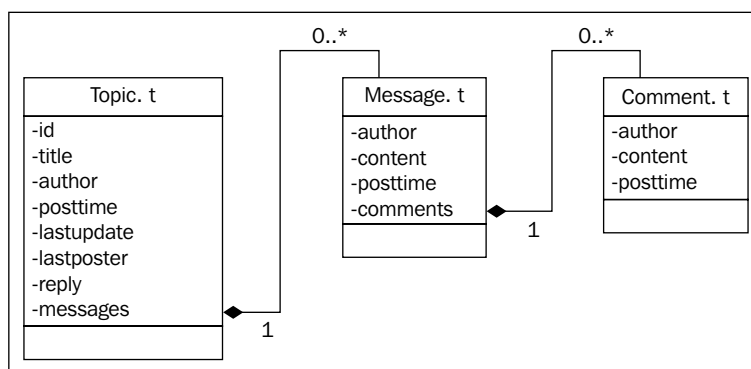 0..*
0..*
Topic. t
-id
-title
-author
-posttime
-lastupdate
-lastposter
-reply
-messages
1
Message. t
-author
-content
-posttime
-comments
1
Comment. t
-author
-content
-posttime